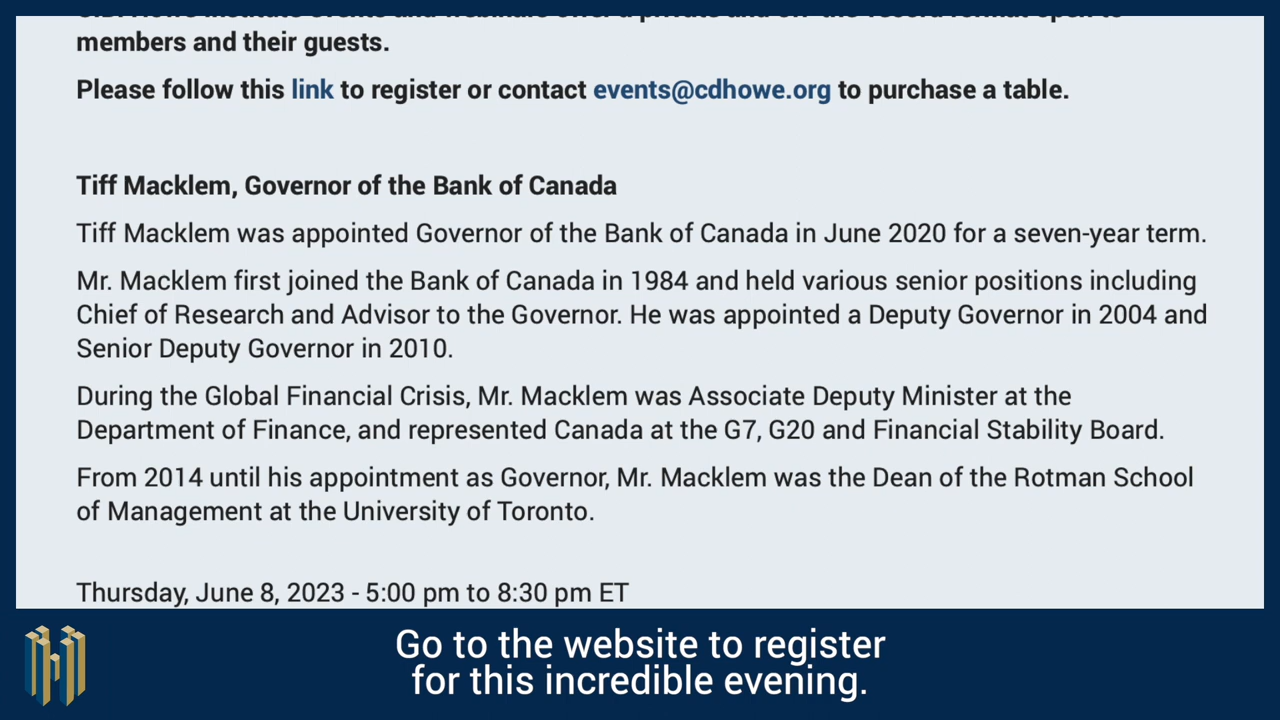 members and their guests.
Please follow this link to register or contact events@cdhowe.org to purchase a table.
Tiff Macklem, Governor of the Bank of Canada
Tiff Macklem was appointed Governor of the Bank of Canada in June 2020 for a seven-year term.
Mr. Macklem first joined the Bank of Canada in 1984 and held various senior positions including
Chief of Research and Advisor to the Governor. He was appointed a Deputy Governor in 2004 and
Senior Deputy Governor in 2010.
During the Global Financial Crisis, Mr. Macklem was Associate Deputy Minister at the
Department of Finance, and represented Canada at the G7, G20 and Financial Stability Board.
From 2014 until his appointment as Governor, Mr. Macklem was the Dean of the Rotman School
of Management at the University of Toronto.
Thursday, June 8, 2023 - 5:00 pm to 8:30 pm ET
Go to the website to register
for this incredible evening.